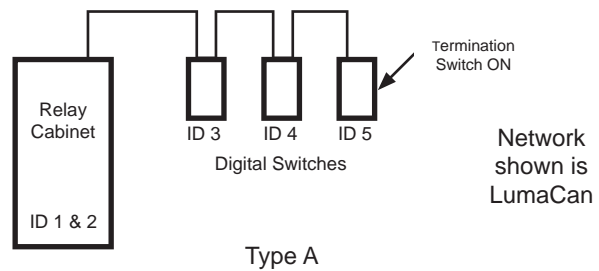 Termination
Switch ON
Relay
Cabinet
ID 3
ID 4
ID 5
Digital Switches
Network
shown is
LumaCan
ID 1 & 2
Type A